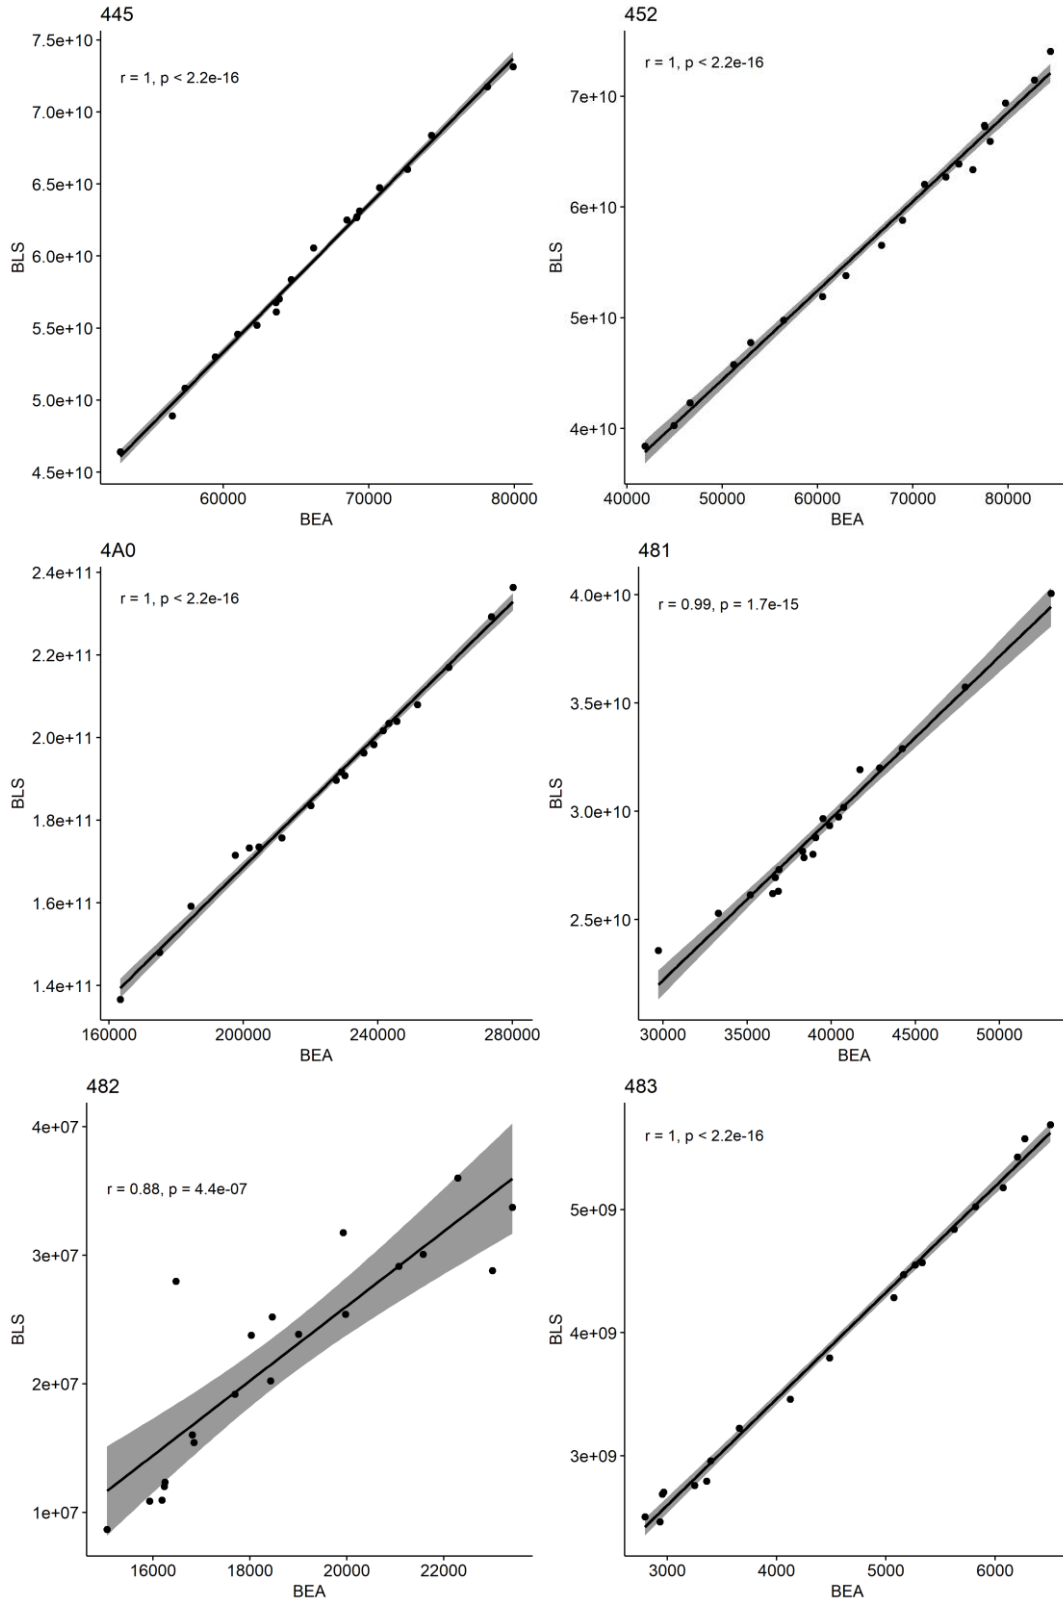 445
7.5e+10
7.0e+10
6.5e+10
6.0e+10
5.5e+10
5.0e+10
4.5e+10
BLS
r = 1, p < 2.2e-16
60000 70000 80000
BEA
452
7e+10
6e+10
5e+10
4e+10
BLS
r = 1, p < 2.2e-16
40000 50000 60000 70000 80000
BEA
4A0
2.4e+11
2.2e+11
2.0e+11
1.8e+11
1.6e+11
1.4e+11
BLS
r = 1, p < 2.2e-16
160000 200000 240000 280000
BEA
481
4.0e+10
3.5e+10
3.0e+10
2.5e+10
BLS
r = 0.99, p = 1.7e-15
30000 35000 40000 45000 50000
BEA
482
4e+07
3e+07
2e+07
1e+07
BLS
r = 0.88, p = 4.4e-07
16000 18000 20000 22000
BEA
483
5e+09
4e+09
3e+09
BLS
r = 1, p < 2.2e-16
3000 4000 5000 6000
BEA